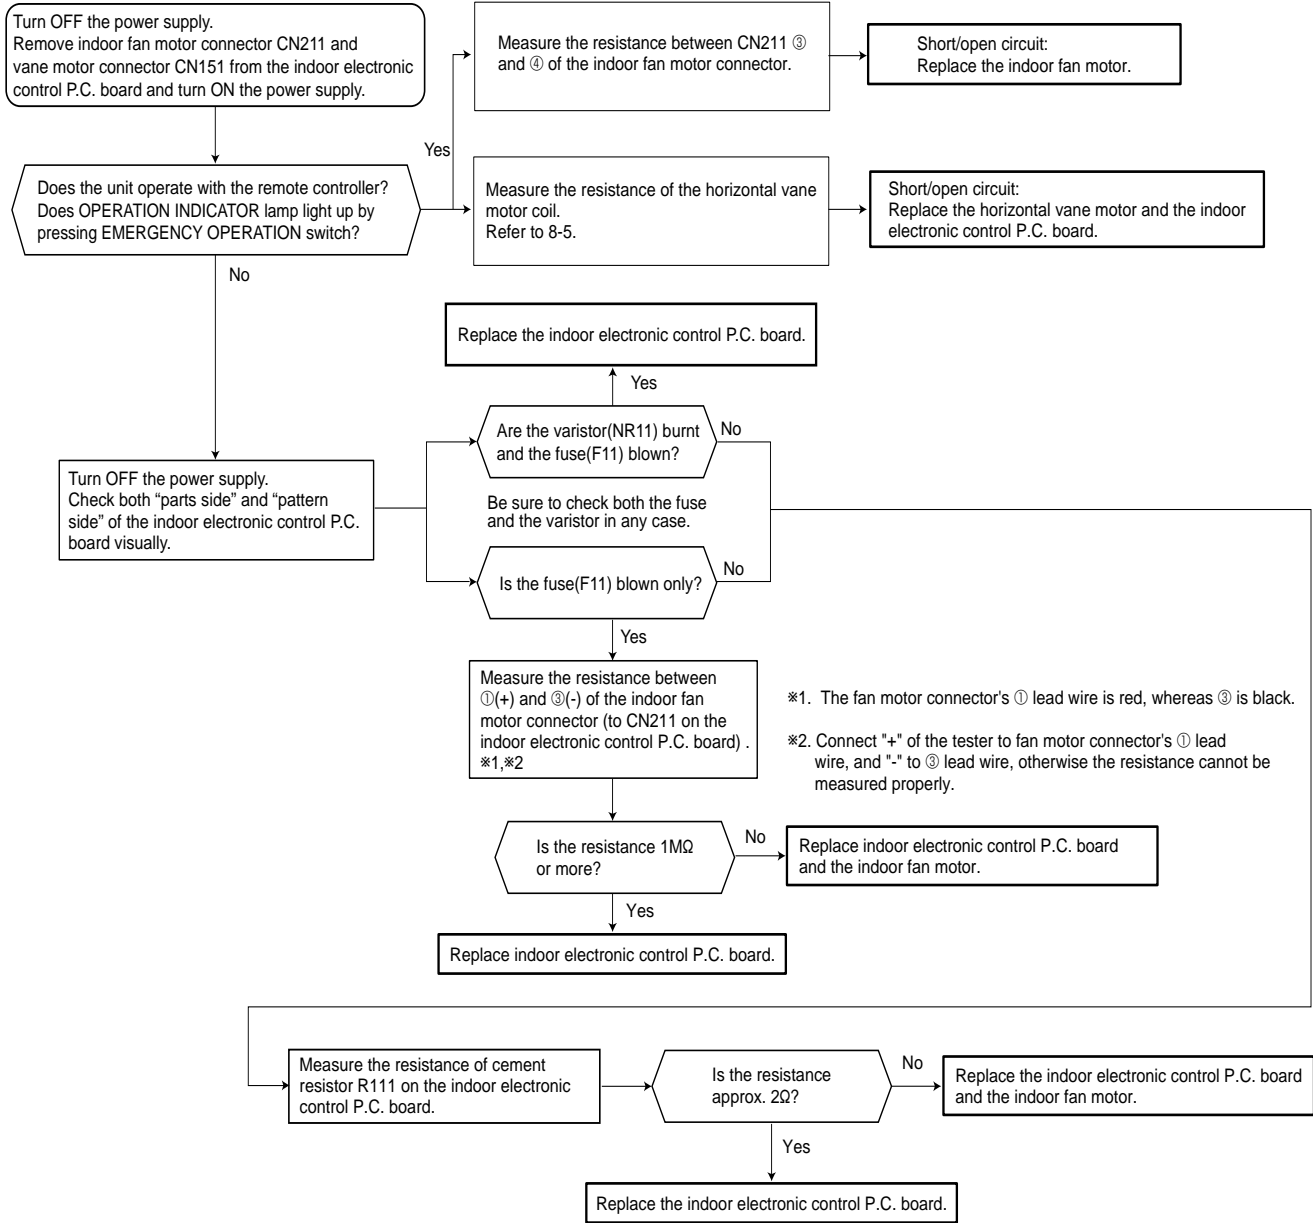 Turn OFF the power supply.
Remove indoor fan motor connector CN211 and
vane motor connector CN151 from the indoor electronic
control P.C. board and turn ON the power supply.
Measure the resistance between CN211 ③
and ④ of the indoor fan motor connector.
Short/open circuit:
Replace the indoor fan motor.
Yes
Does the unit operate with the remote controller?
Does OPERATION INDICATOR lamp light up by
pressing EMERGENCY OPERATION switch?
Measure the resistance of the horizontal vane
motor coil.
Refer to 8-5.
Short/open circuit:
Replace the horizontal vane motor and the indoor
electronic control P.C. board.
No
Replace the indoor electronic control P.C. board.
Yes
Are the varistor(NR11) burnt
and the fuse(F11) blown?
No
Turn OFF the power supply.
Check both “parts side” and “pattern
side” of the indoor electronic control P.C.
board visually.
Be sure to check both the fuse
and the varistor in any case.
Is the fuse(F11) blown only?
No
Yes
Measure the resistance between
①(+) and ③(-) of the indoor fan
motor connector (to CN211 on the
indoor electronic control P.C. board) .
※1,※2
※1. The fan motor connector's ① lead wire is red, whereas ③ is black.
※2. Connect "+" of the tester to fan motor connector's ① lead
wire, and "-" to ③ lead wire, otherwise the resistance cannot be
measured properly.
Is the resistance 1MΩ
or more?
No
Replace indoor electronic control P.C. board
and the indoor fan motor.
Yes
Replace indoor electronic control P.C. board.
Measure the resistance of cement
resistor R111 on the indoor electronic
control P.C. board.
Is the resistance
approx. 2Ω?
No
Replace the indoor electronic control P.C. board
and the indoor fan motor.
Yes
Replace the indoor electronic control P.C. board.